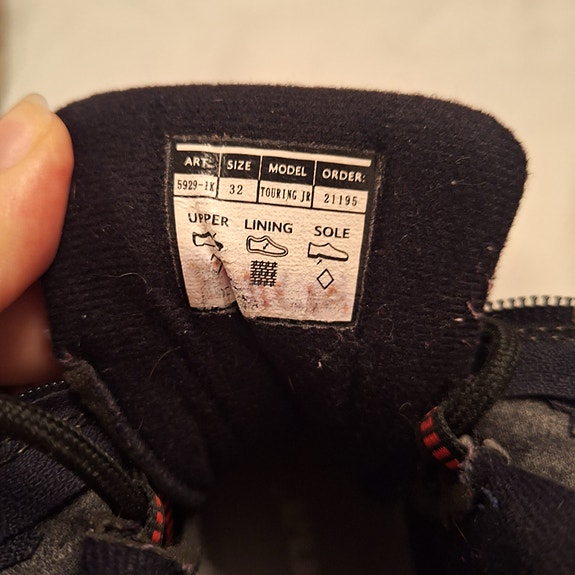 ART. SIZE MODEL ORDER:
5929-1K 32 TOURING JR 21195
UPPER LINING SOLE